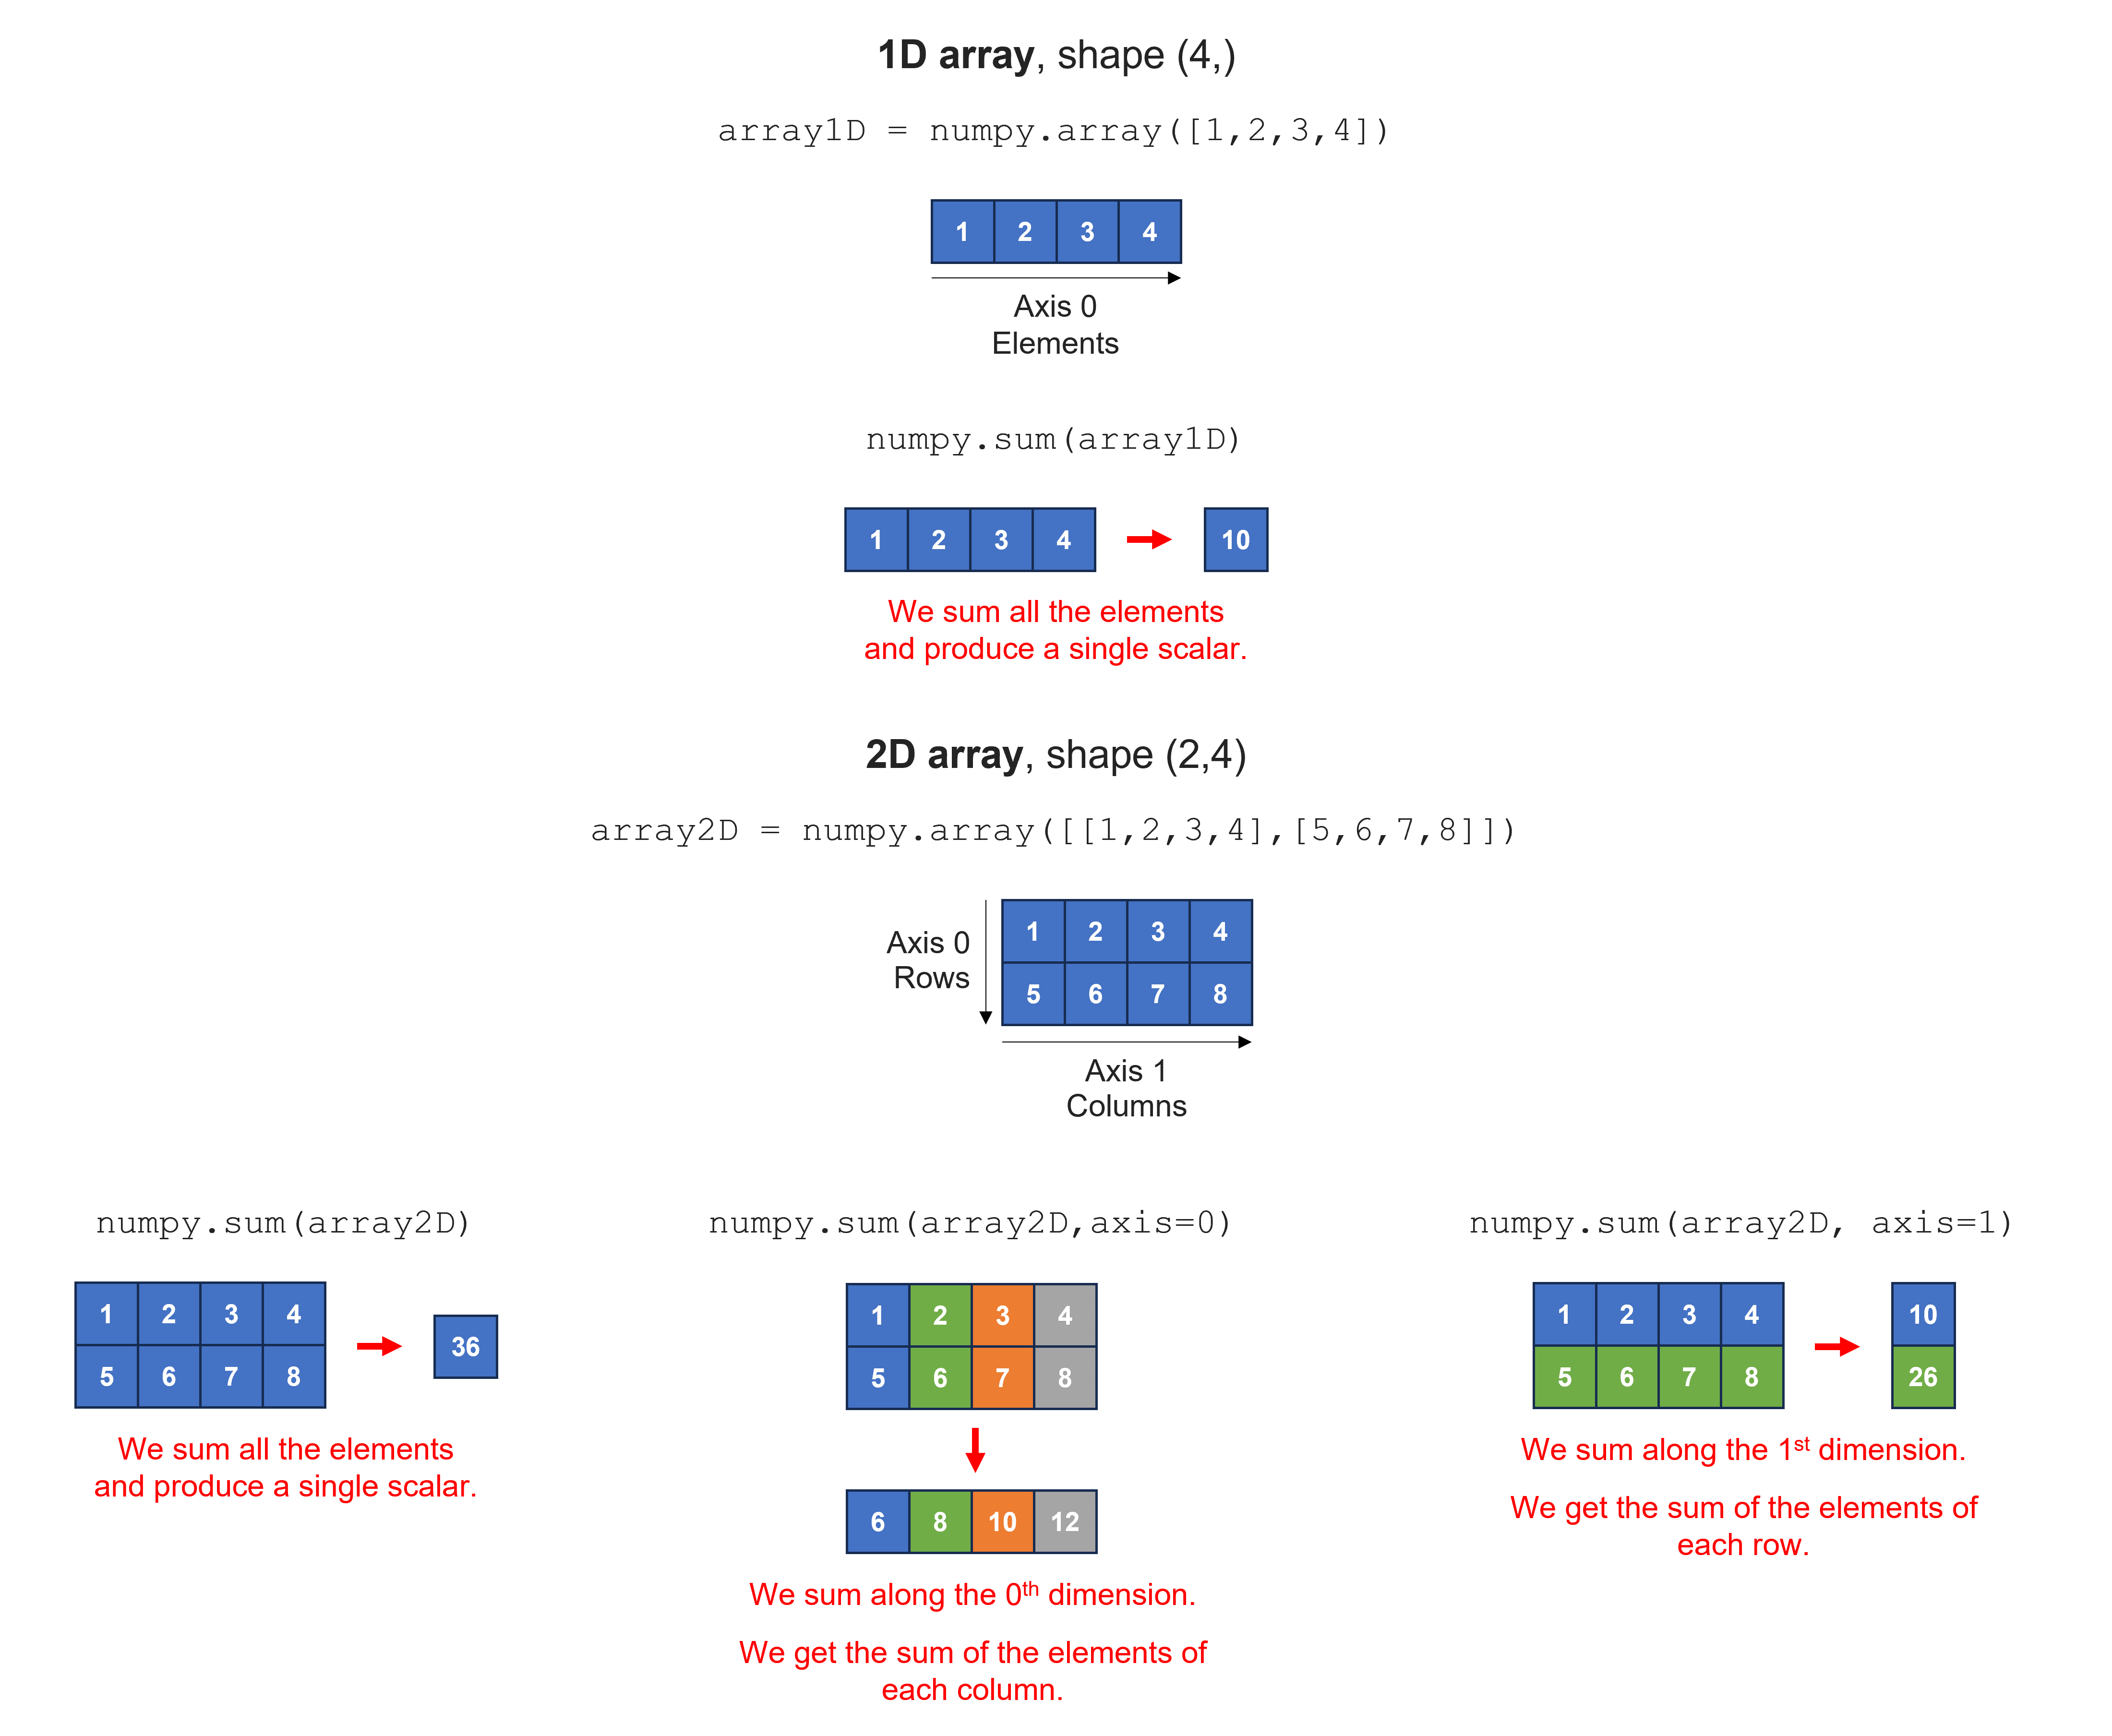 1D array, shape (4,)
array1D = numpy.array([1,2,3,4])
1 2 3 4
Axis 0
Elements
numpy.sum(array1D)
1 2 3 4 10
We sum all the elements
and produce a single scalar.
2D array, shape (2,4)
array2D = numpy.array([[1,2,3,4],[5,6,7,8]])
Axis 0
Rows
1 2 3 4
5 6 7 8
Axis 1
Columns
numpy.sum(array2D)
1 2 3 4
5 6 7 8
36
We sum all the elements
and produce a single scalar.
numpy.sum(array2D,axis=0)
1 2 3 4
5 6 7 8
6 8 10 12
We sum along the 0th dimension.
We get the sum of the elements of
each column.
numpy.sum(array2D, axis=1)
1 2 3 4
5 6 7 8
10
26
We sum along the 1st dimension.
We get the sum of the elements of
each row.